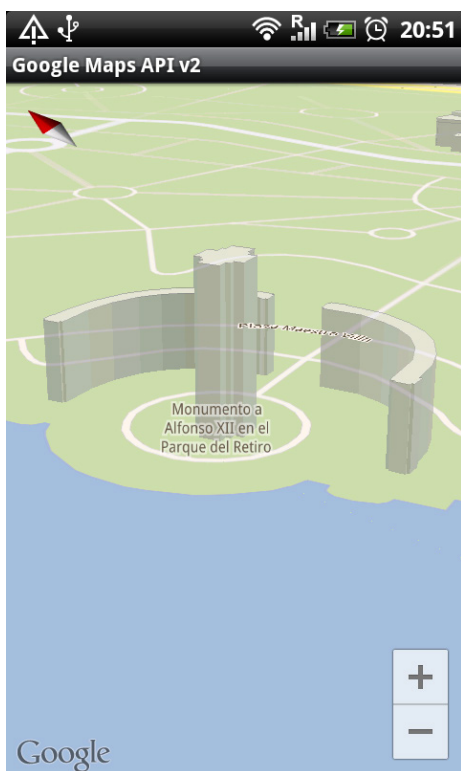 R
20:51
Google Maps API v2
Monumento a
Alfonso XII en el
Parque del Retiro
+
−
Google